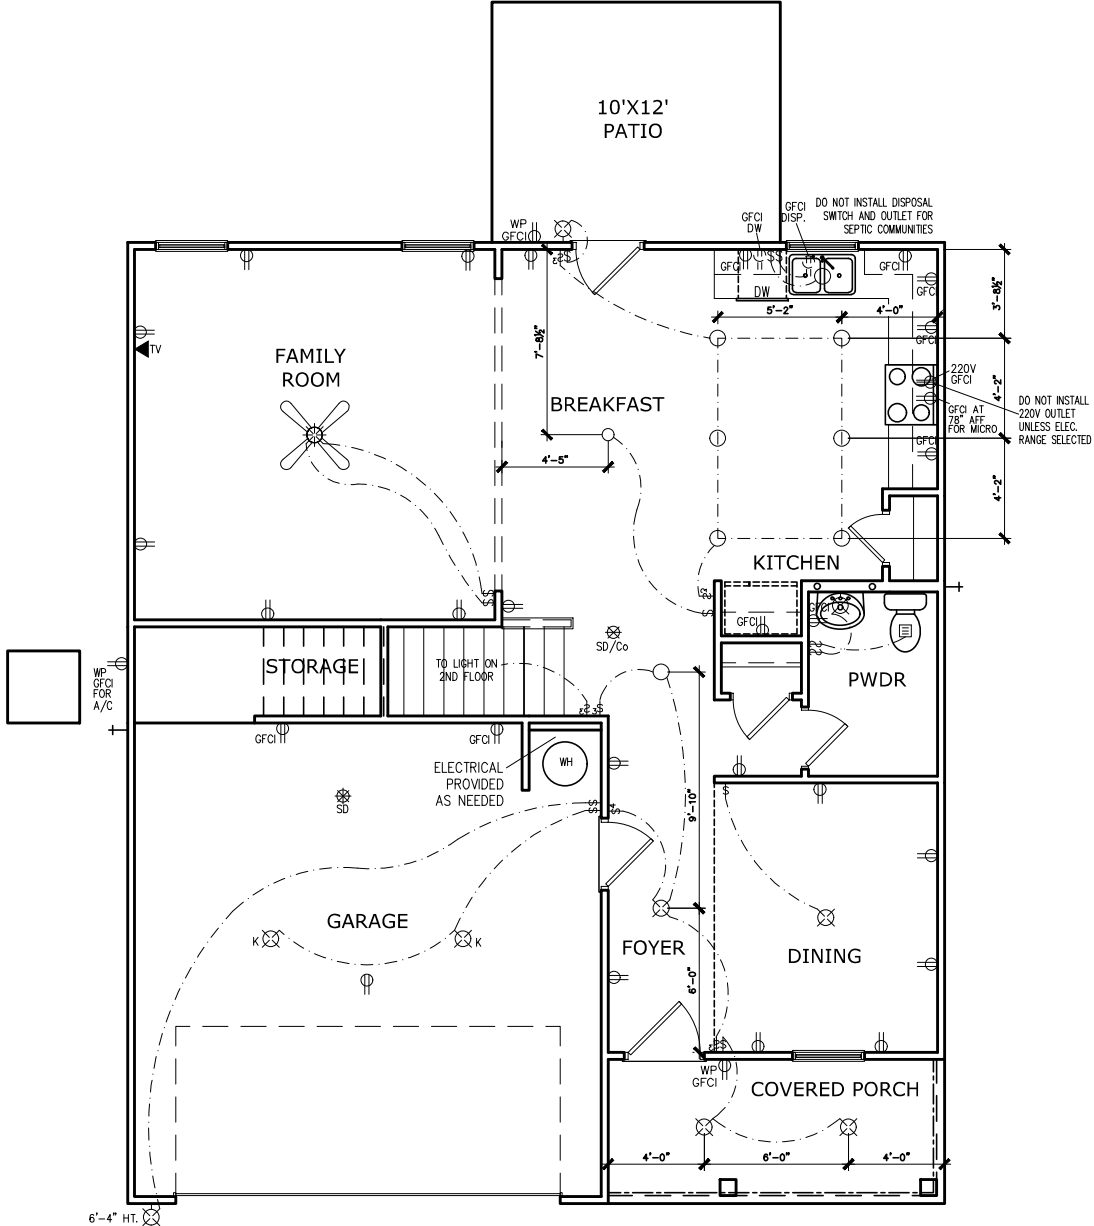 10'X12'
PATIO
WP
GFCI
GFCI
DW
GFCI
DISP.
DO NOT INSTALL DISPOSAL
SWITCH AND OUTLET FOR
SEPTIC COMMUNITIES
GFCI
GFCI
GFCI
DW
3'-8½"
5'-2"
4'-0"
7'-8½"
GFCI
TV
FAMILY
ROOM
220V
GFCI
4'-2"
BREAKFAST
GFCI AT
78" AFF
FOR MICRO
DO NOT INSTALL
220V OUTLET
UNLESS ELEC.
RANGE SELECTED
GFCI
4'-5"
4'-2"
KITCHEN
S
S
S2
S
GFCI
GFCI
SD/Co
STORAGE
TO LIGHT ON
2ND FLOOR
WP
GFCI
FOR
A/C
PWDR
GFCI
GFCI
ELECTRICAL
PROVIDED
AS NEEDED
WH
SD
S
S4
9'-10"
GARAGE
K
K
FOYER
DINING
6'-0"
WP
GFCI
COVERED PORCH
4'-0"
6'-0"
4'-0"
6'-4" HT.